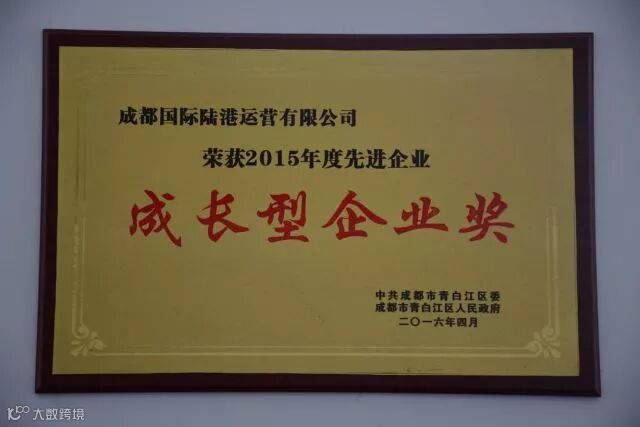 成都国际陆港运营有限公司
荣获2015年度先进企业
成长型企业奖
中共成都市青白江区委
成都市青白江区人民政府
二〇一六年四月
大数跨境